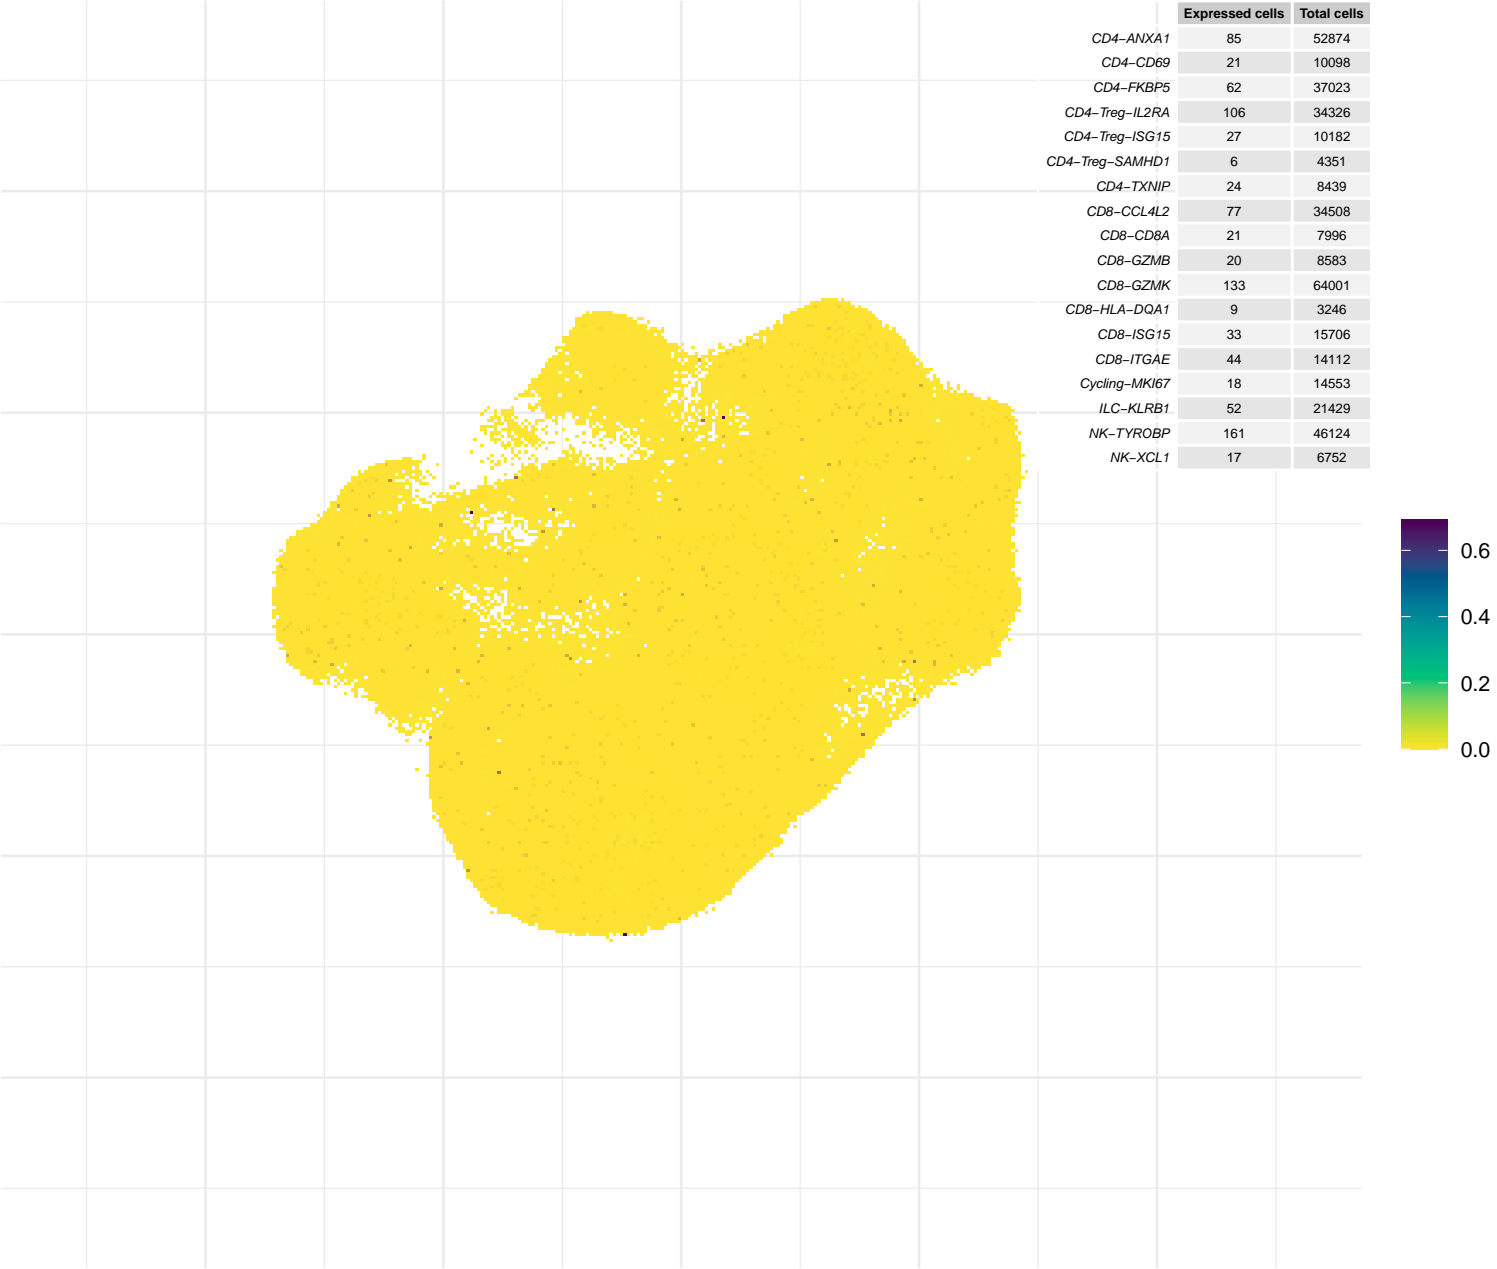 Expressed cells Total cells
CD4−ANXA1 85 52874
CD4−CD69 21 10098
CD4−FKBP5 62 37023
CD4−Treg−IL2RA 106 34326
CD4−Treg−ISG15 27 10182
CD4−Treg−SAMHD1 6 4351
CD4−TXNIP 24 8439
CD8−CCL4L2 77 34508
CD8−CD8A 21 7996
CD8−GZMB 20 8583
CD8−GZMK 133 64001
CD8−HLA−DQA1 9 3246
CD8−ISG15 33 15706
CD8−ITGAE 44 14112
Cycling−MKI67 18 14553
ILC−KLRB1 52 21429
NK−TYROBP 161 46124
NK−XCL1 17 6752
0.6
0.4
0.2
0.0